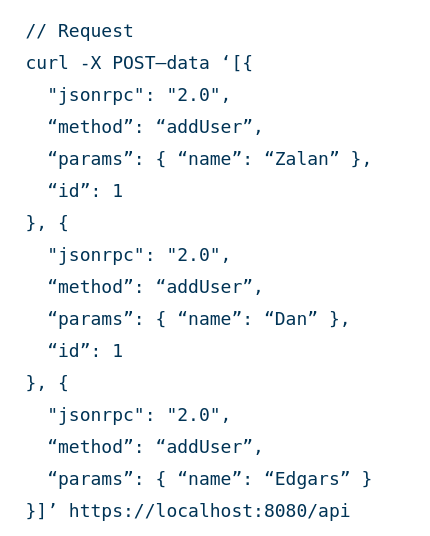 // Request
curl -X POST–data ‘[{
  "jsonrpc": "2.0",
  “method”: “addUser”,
  “params”: { “name”: “Zalan” },
  “id”: 1
}, {
  "jsonrpc": "2.0",
  “method”: “addUser”,
  “params”: { “name”: “Dan” },
  “id”: 1
}, {
  "jsonrpc": "2.0",
  “method”: “addUser”,
  “params”: { “name”: “Edgars” }
}]’ https://localhost:8080/api